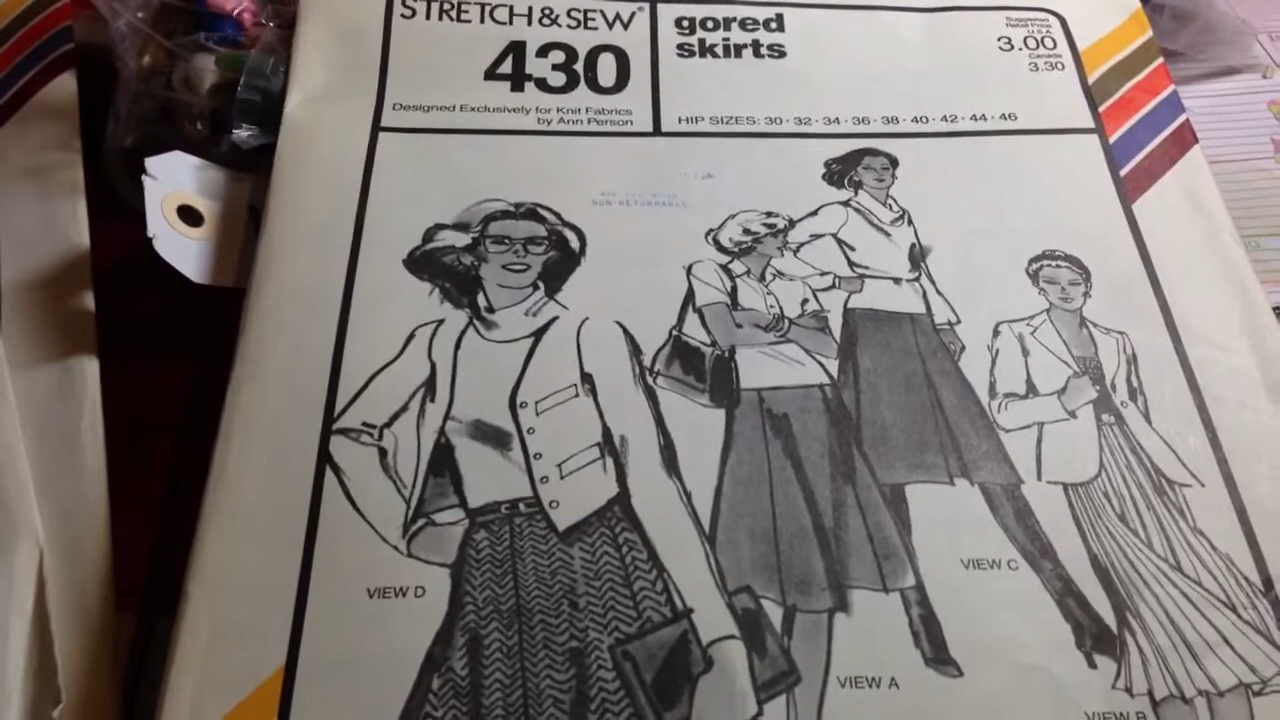 STRETCH & SEW®
430
Designed Exclusively for Knit Fabrics
by Ann Person
gored
skirts
Suggested
Retail Price
U.S.A.
3.00
Canada
3.30
HIP SIZES: 30 · 32 · 34 · 36 · 38 · 40 · 42 · 44 · 46
NON-RETURNABLE
VIEW D
VIEW C
VIEW A
VIEW B